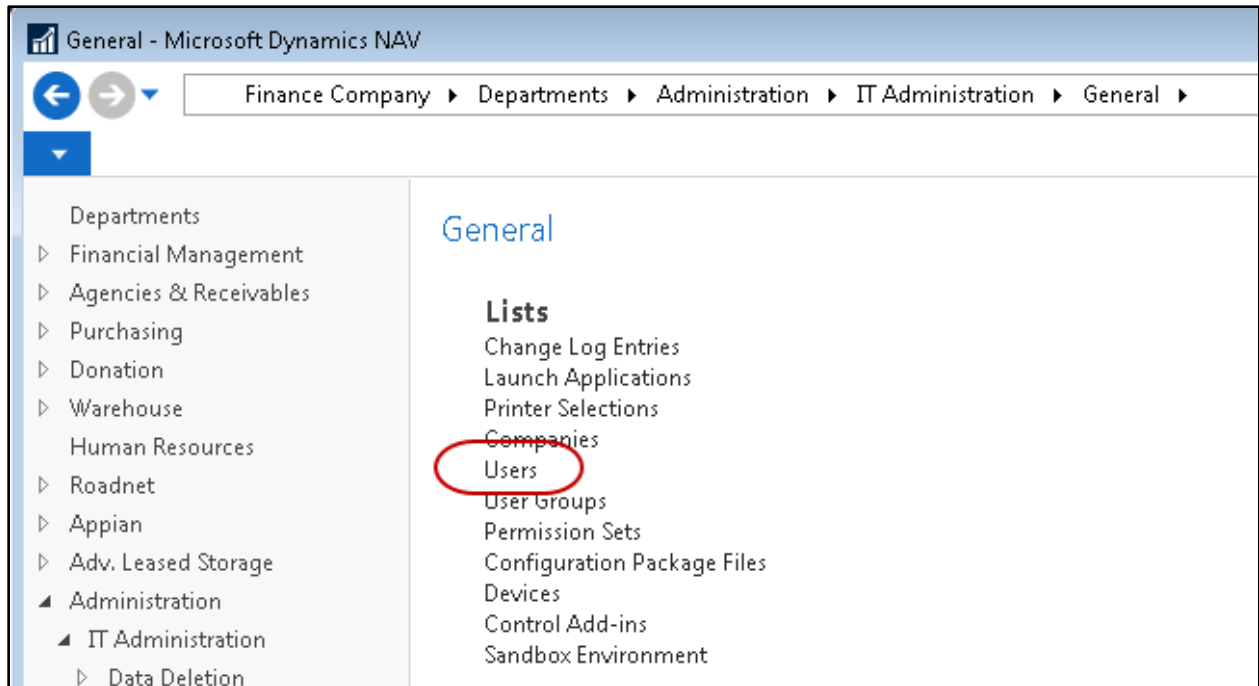 General - Microsoft Dynamics NAV
Finance Company ▸ Departments ▸ Administration ▸ IT Administration ▸ General ▸
Departments
Financial Management
Agencies & Receivables
Purchasing
Donation
Warehouse
Human Resources
Roadnet
Appian
Adv. Leased Storage
Administration
IT Administration
Data Deletion
General
Lists
Change Log Entries
Launch Applications
Printer Selections
Companies
Users
User Groups
Permission Sets
Configuration Package Files
Devices
Control Add-ins
Sandbox Environment